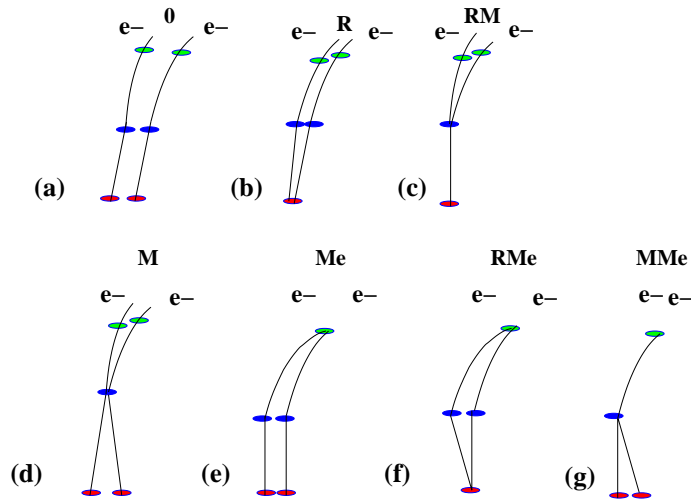 0 R RM
e− e− e− e− e− e−
(a) (b) (c)
M Me RMe MMe
e− e− e− e− e− e− e− e−
(d) (e) (f) (g)